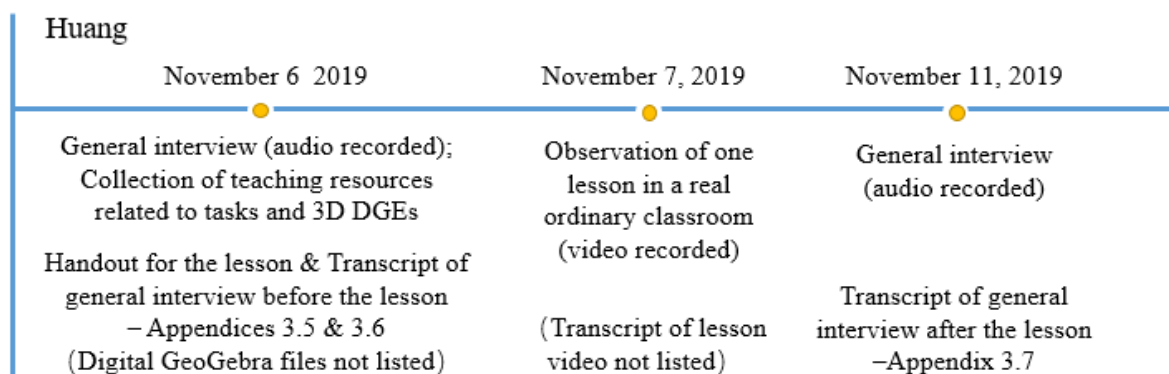 Huang
November 6 2019
November 7, 2019
November 11, 2019
General interview (audio recorded);
Collection of teaching resources
related to tasks and 3D DGEs
Handout for the lesson & Transcript of
general interview before the lesson
– Appendices 3.5 & 3.6
(Digital GeoGebra files not listed)
Observation of one
lesson in a real
ordinary classroom
(video recorded)
(Transcript of lesson
video not listed)
General interview
(audio recorded)
Transcript of general
interview after the lesson
–Appendix 3.7